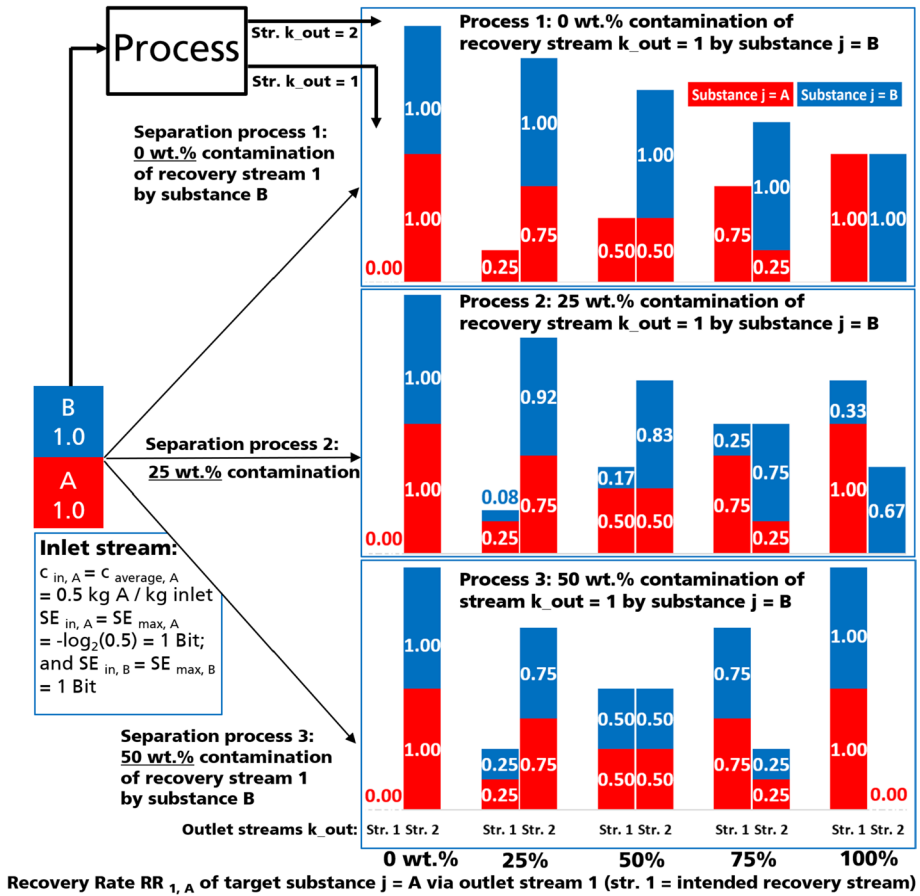 Process
Str. k_out = 2
Str. k_out = 1
Separation process 1:
0 wt.% contamination
of recovery stream 1
by substance B
Process 1: 0 wt.% contamination of
recovery stream k_out = 1 by substance j = B
Substance j = A
Substance j = B
1.00
1.00
0.00
1.00
0.75
0.25
1.00
0.50
0.50
1.00
0.75
0.25
1.00
1.00
B
1.0
A
1.0
Separation process 2:
25 wt.% contamination
Process 2: 25 wt.% contamination of
recovery stream k_out = 1 by substance j = B
1.00
1.00
0.00
0.92
0.08
0.75
0.25
0.83
0.17
0.50
0.50
0.25
0.75
0.75
0.25
0.33
1.00
0.67
Inlet stream:
c in, A = c average, A
= 0.5 kg A / kg inlet
SE in, A = SE max, A
= -log2(0.5) = 1 Bit;
and SE in, B = SE max, B
= 1 Bit
Separation process 3:
50 wt.% contamination
of recovery stream 1
by substance B
Process 3: 50 wt.% contamination of
stream k_out = 1 by substance j = B
1.00
1.00
0.00
0.75
0.25
0.75
0.25
0.50
0.50
0.50
0.50
0.75
0.25
0.75
0.25
1.00
1.00
0.00
Outlet streams k_out:
Str. 1 Str. 2
Str. 1 Str. 2
Str. 1 Str. 2
Str. 1 Str. 2
Str. 1 Str. 2
0 wt.%
25%
50%
75%
100%
Recovery Rate RR 1, A of target substance j = A via outlet stream 1 (str. 1 = intended recovery stream)